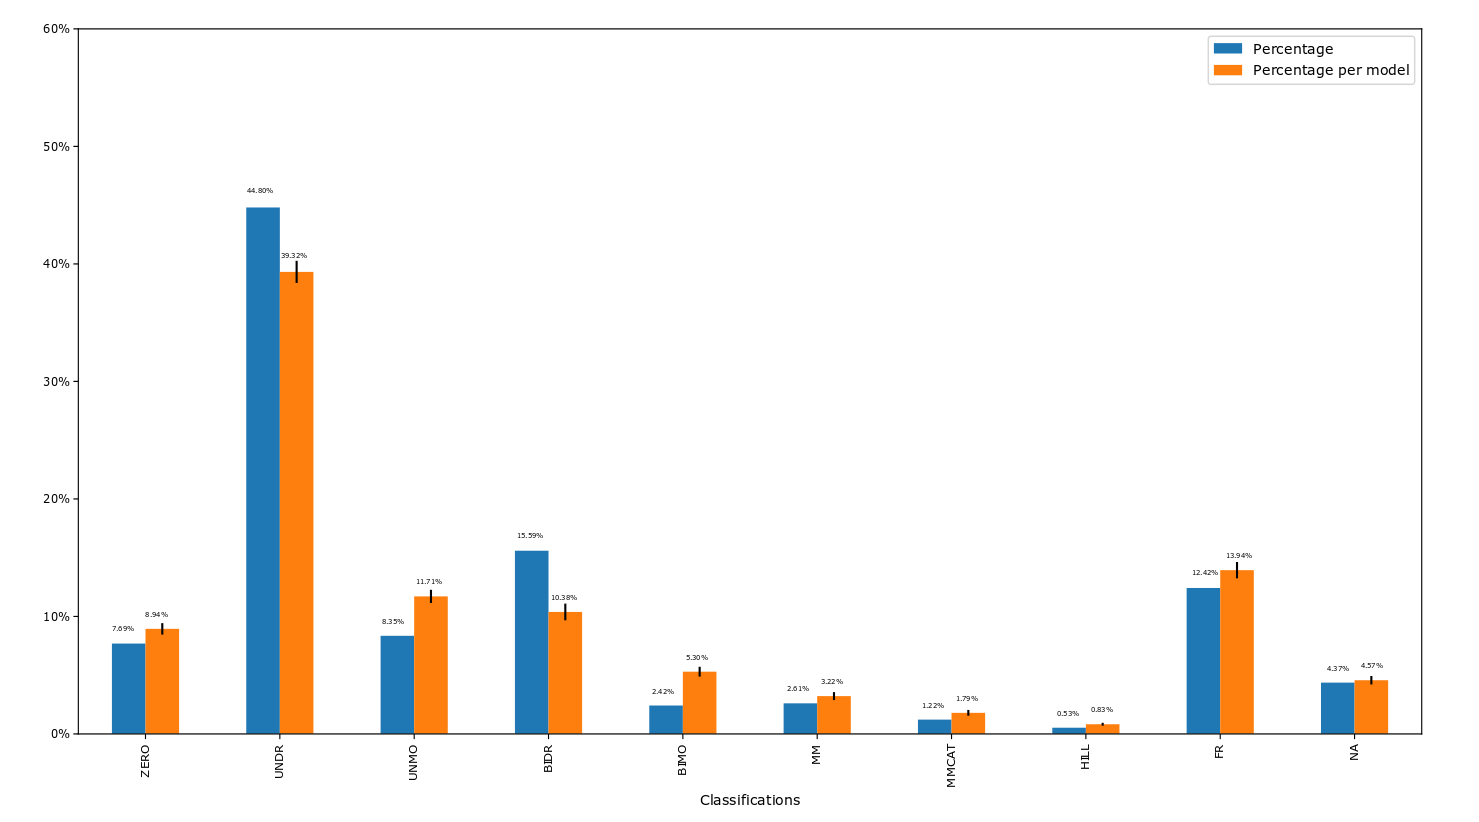 60%
50%
40%
30%
20%
10%
0%
Percentage
Percentage per model
7.69%
8.94%
44.80%
39.32%
8.35%
11.71%
15.59%
10.38%
2.42%
5.30%
2.61%
3.22%
1.22%
1.79%
0.53%
0.83%
12.42%
13.94%
4.37%
4.57%
ZERO
UNDR
UNMO
BIDR
BIMO
MM
MMCAT
HILL
FR
NA
Classifications